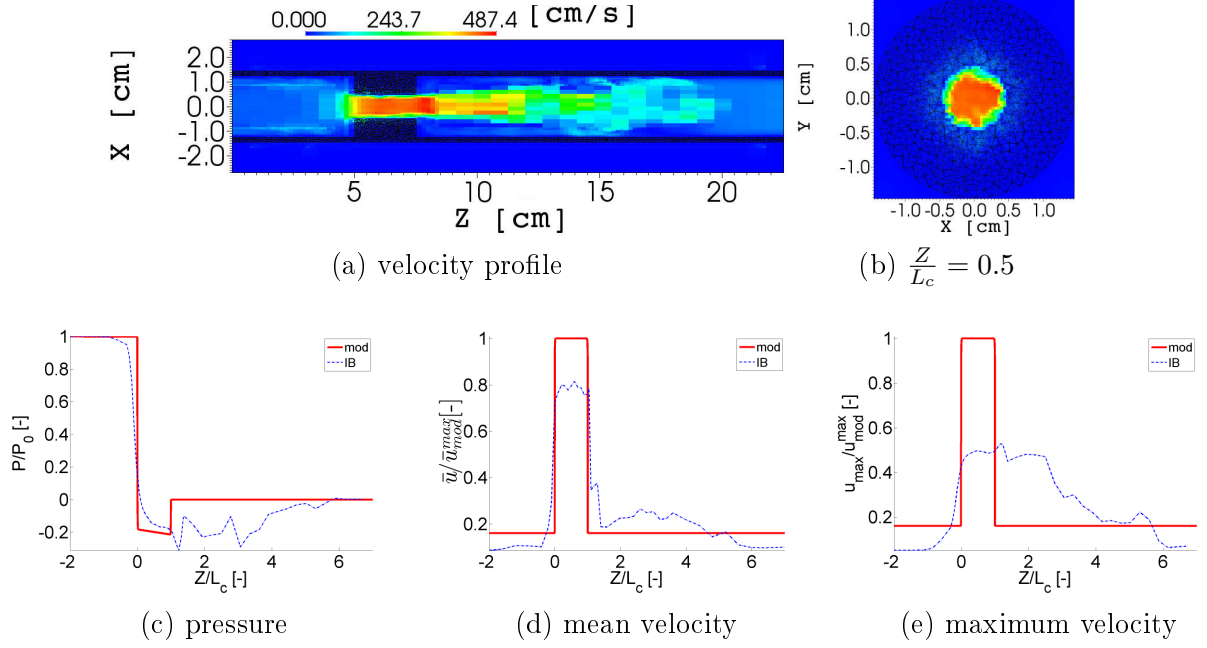 0.000 243.7 487.4 [cm/s]
X [cm]
2.0
1.0
0.0
-1.0
-2.0
5 10 15 20
Z [cm]
(a) velocity profile
Y [cm]
1.0
0.5
0.0
-0.5
-1.0
-1.0 -0.5 0.0 0.5 1.0
X [cm]
(b) Z/L_c = 0.5
P/P_0 [-]
1
0.8
0.6
0.4
0.2
0
-0.2
mod
IB
-2 0 2 4 6
Z/L_c [-]
(c) pressure
ū/ū_mod^max [-]
1
0.8
0.6
0.4
0.2
mod
IB
-2 0 2 4 6
Z/L_c [-]
(d) mean velocity
u_max/u_mod^max [-]
1
0.8
0.6
0.4
0.2
mod
IB
-2 0 2 4 6
Z/L_c [-]
(e) maximum velocity